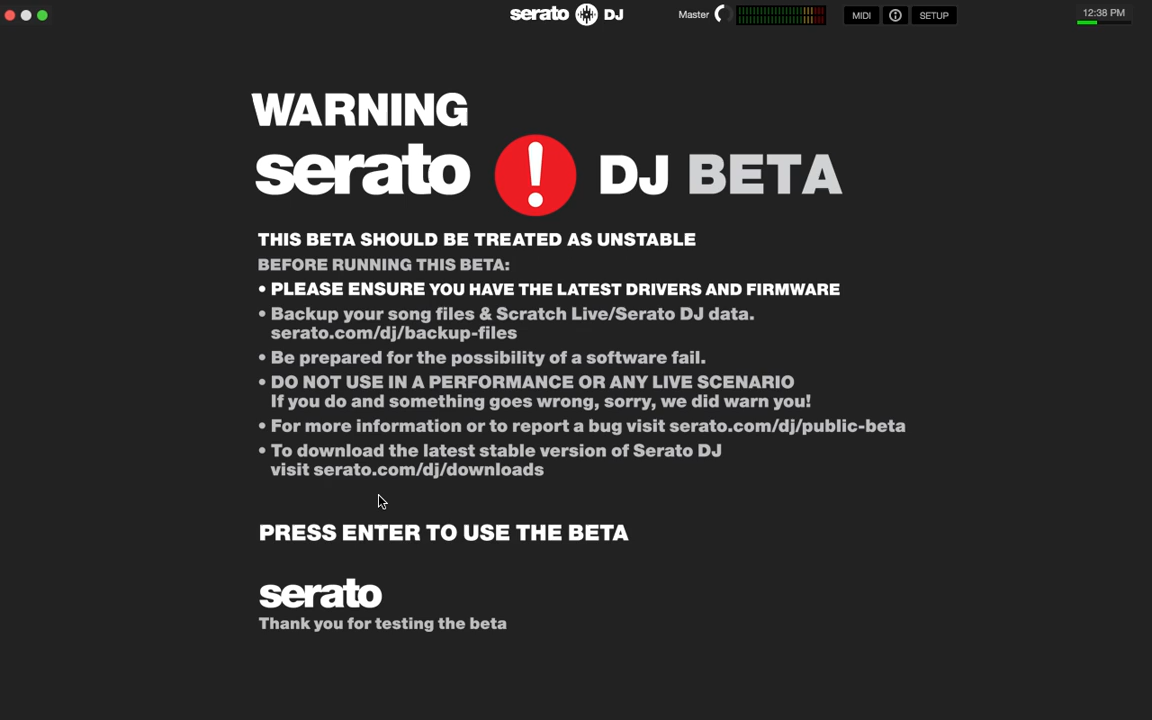 serato DJ
Master
MIDI
SETUP
12:38 PM
WARNING
serato ! DJ BETA
THIS BETA SHOULD BE TREATED AS UNSTABLE
BEFORE RUNNING THIS BETA:
• PLEASE ENSURE YOU HAVE THE LATEST DRIVERS AND FIRMWARE
• Backup your song files & Scratch Live/Serato DJ data.
serato.com/dj/backup-files
• Be prepared for the possibility of a software fail.
• DO NOT USE IN A PERFORMANCE OR ANY LIVE SCENARIO
If you do and something goes wrong, sorry, we did warn you!
• For more information or to report a bug visit serato.com/dj/public-beta
• To download the latest stable version of Serato DJ
visit serato.com/dj/downloads
PRESS ENTER TO USE THE BETA
serato
Thank you for testing the beta